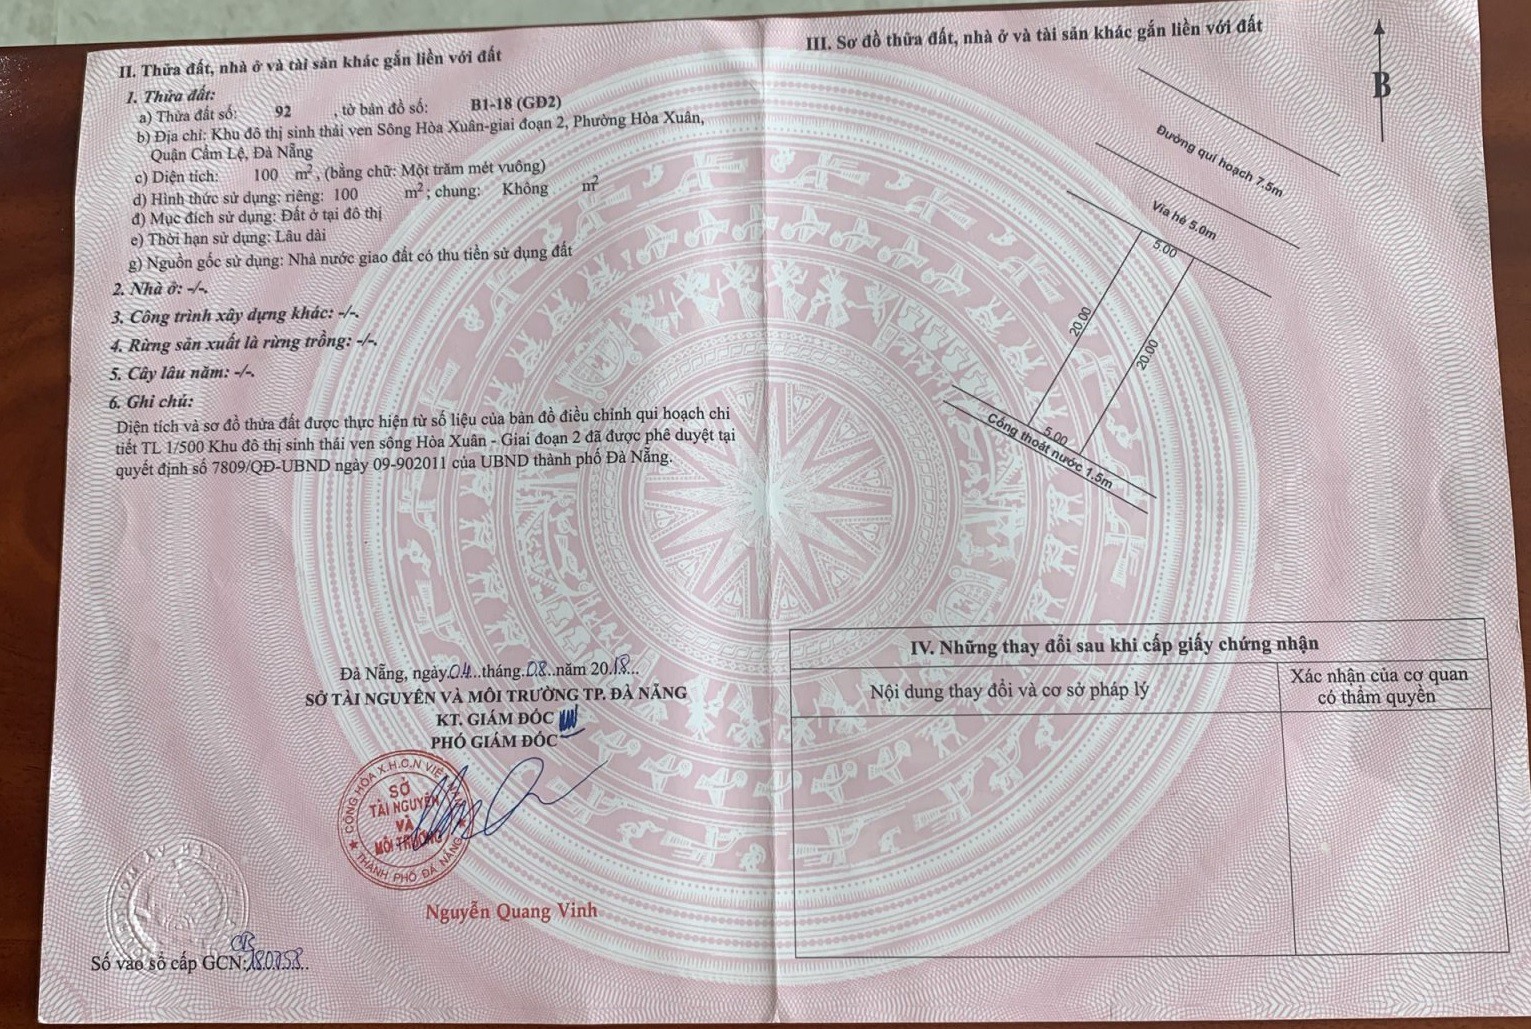 II. Thửa đất, nhà ở và tài sản khác gắn liền với đất
1. Thửa đất:
a) Thửa đất số: 92 , tờ bản đồ số: B1-18 (GĐ2)
b) Địa chỉ: Khu đô thị sinh thái ven Sông Hòa Xuân-giai đoạn 2, Phường Hòa Xuân,
Quận Cẩm Lệ, Đà Nẵng
c) Diện tích: 100 m², (bằng chữ: Một trăm mét vuông)
d) Hình thức sử dụng: riêng: 100 m²; chung: Không m²
đ) Mục đích sử dụng: Đất ở tại đô thị
e) Thời hạn sử dụng: Lâu dài
g) Nguồn gốc sử dụng: Nhà nước giao đất có thu tiền sử dụng đất
2. Nhà ở: -/-.
3. Công trình xây dựng khác: -/-.
4. Rừng sản xuất là rừng trồng: -/-.
5. Cây lâu năm: -/-.
6. Ghi chú:
Diện tích và sơ đồ thửa đất được thực hiện từ số liệu của bản đồ điều chỉnh qui hoạch chi
tiết TL 1/500 Khu đô thị sinh thái ven sông Hòa Xuân - Giai đoạn 2 đã được phê duyệt tại
quyết định số 7809/QĐ-UBND ngày 09-902011 của UBND thành phố Đà Nẵng.
Đà Nẵng, ngày 04 tháng 08 năm 2018
SỞ TÀI NGUYÊN VÀ MÔI TRƯỜNG TP. ĐÀ NẴNG
KT. GIÁM ĐỐC
PHÓ GIÁM ĐỐC
CỘNG HÒA X.H.C.N VIỆT NAM
SỞ
TÀI NGUYÊN
VÀ
MÔI TRƯỜNG
THÀNH PHỐ ĐÀ NẴNG
Nguyễn Quang Vinh
Số vào sổ cấp GCN:
III. Sơ đồ thửa đất, nhà ở và tài sản khác gắn liền với đất
B
Đường quí hoạch 7.5m
Vỉa hè 5.0m
5.00
20.00
20.00
5.00
Cống thoát nước 1.5m
IV. Những thay đổi sau khi cấp giấy chứng nhận
Nội dung thay đổi và cơ sở pháp lý
Xác nhận của cơ quan
có thẩm quyền